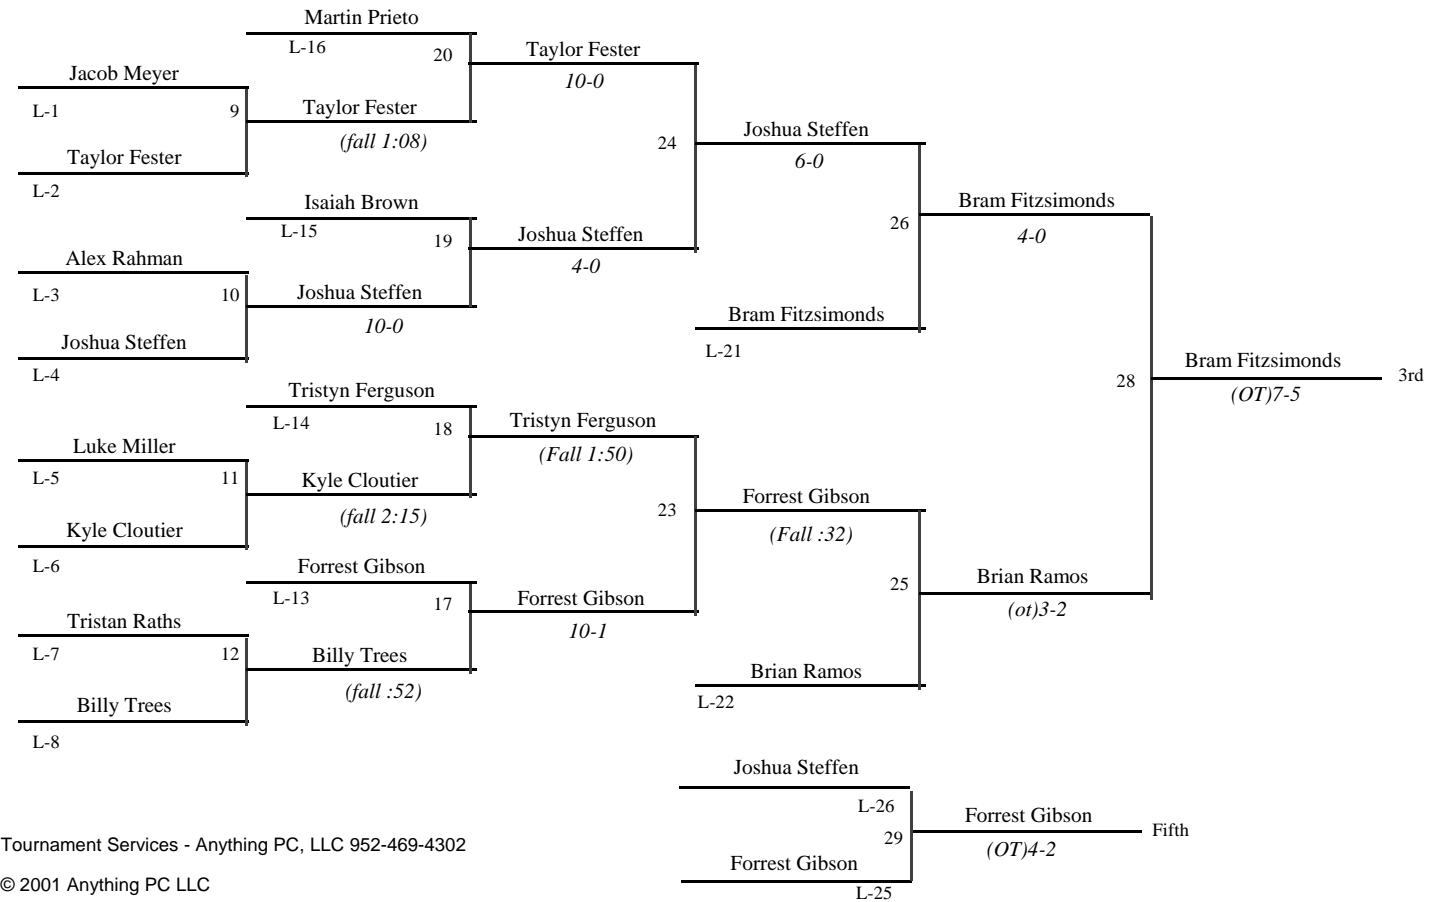 Martin Prieto
L-16
20
Taylor Fester
10-0
Jacob Meyer
L-1
9
Taylor Fester
(fall 1:08)
24
Joshua Steffen
6-0
Taylor Fester
L-2
Isaiah Brown
L-15
19
Joshua Steffen
4-0
26
Bram Fitzsimonds
4-0
Alex Rahman
L-3
10
Joshua Steffen
10-0
Bram Fitzsimonds
L-21
Joshua Steffen
L-4
28
Bram Fitzsimonds
(OT)7-5
3rd
Tristyn Ferguson
L-14
18
Tristyn Ferguson
(Fall 1:50)
Luke Miller
L-5
11
Kyle Cloutier
(fall 2:15)
23
Forrest Gibson
(Fall :32)
Kyle Cloutier
L-6
Forrest Gibson
L-13
17
Forrest Gibson
10-1
25
Brian Ramos
(ot)3-2
Tristan Raths
L-7
12
Billy Trees
(fall :52)
Brian Ramos
L-22
Billy Trees
L-8
Joshua Steffen
L-26
29
Forrest Gibson
(OT)4-2
Fifth
Forrest Gibson
L-25
Tournament Services - Anything PC, LLC 952-469-4302
© 2001 Anything PC LLC